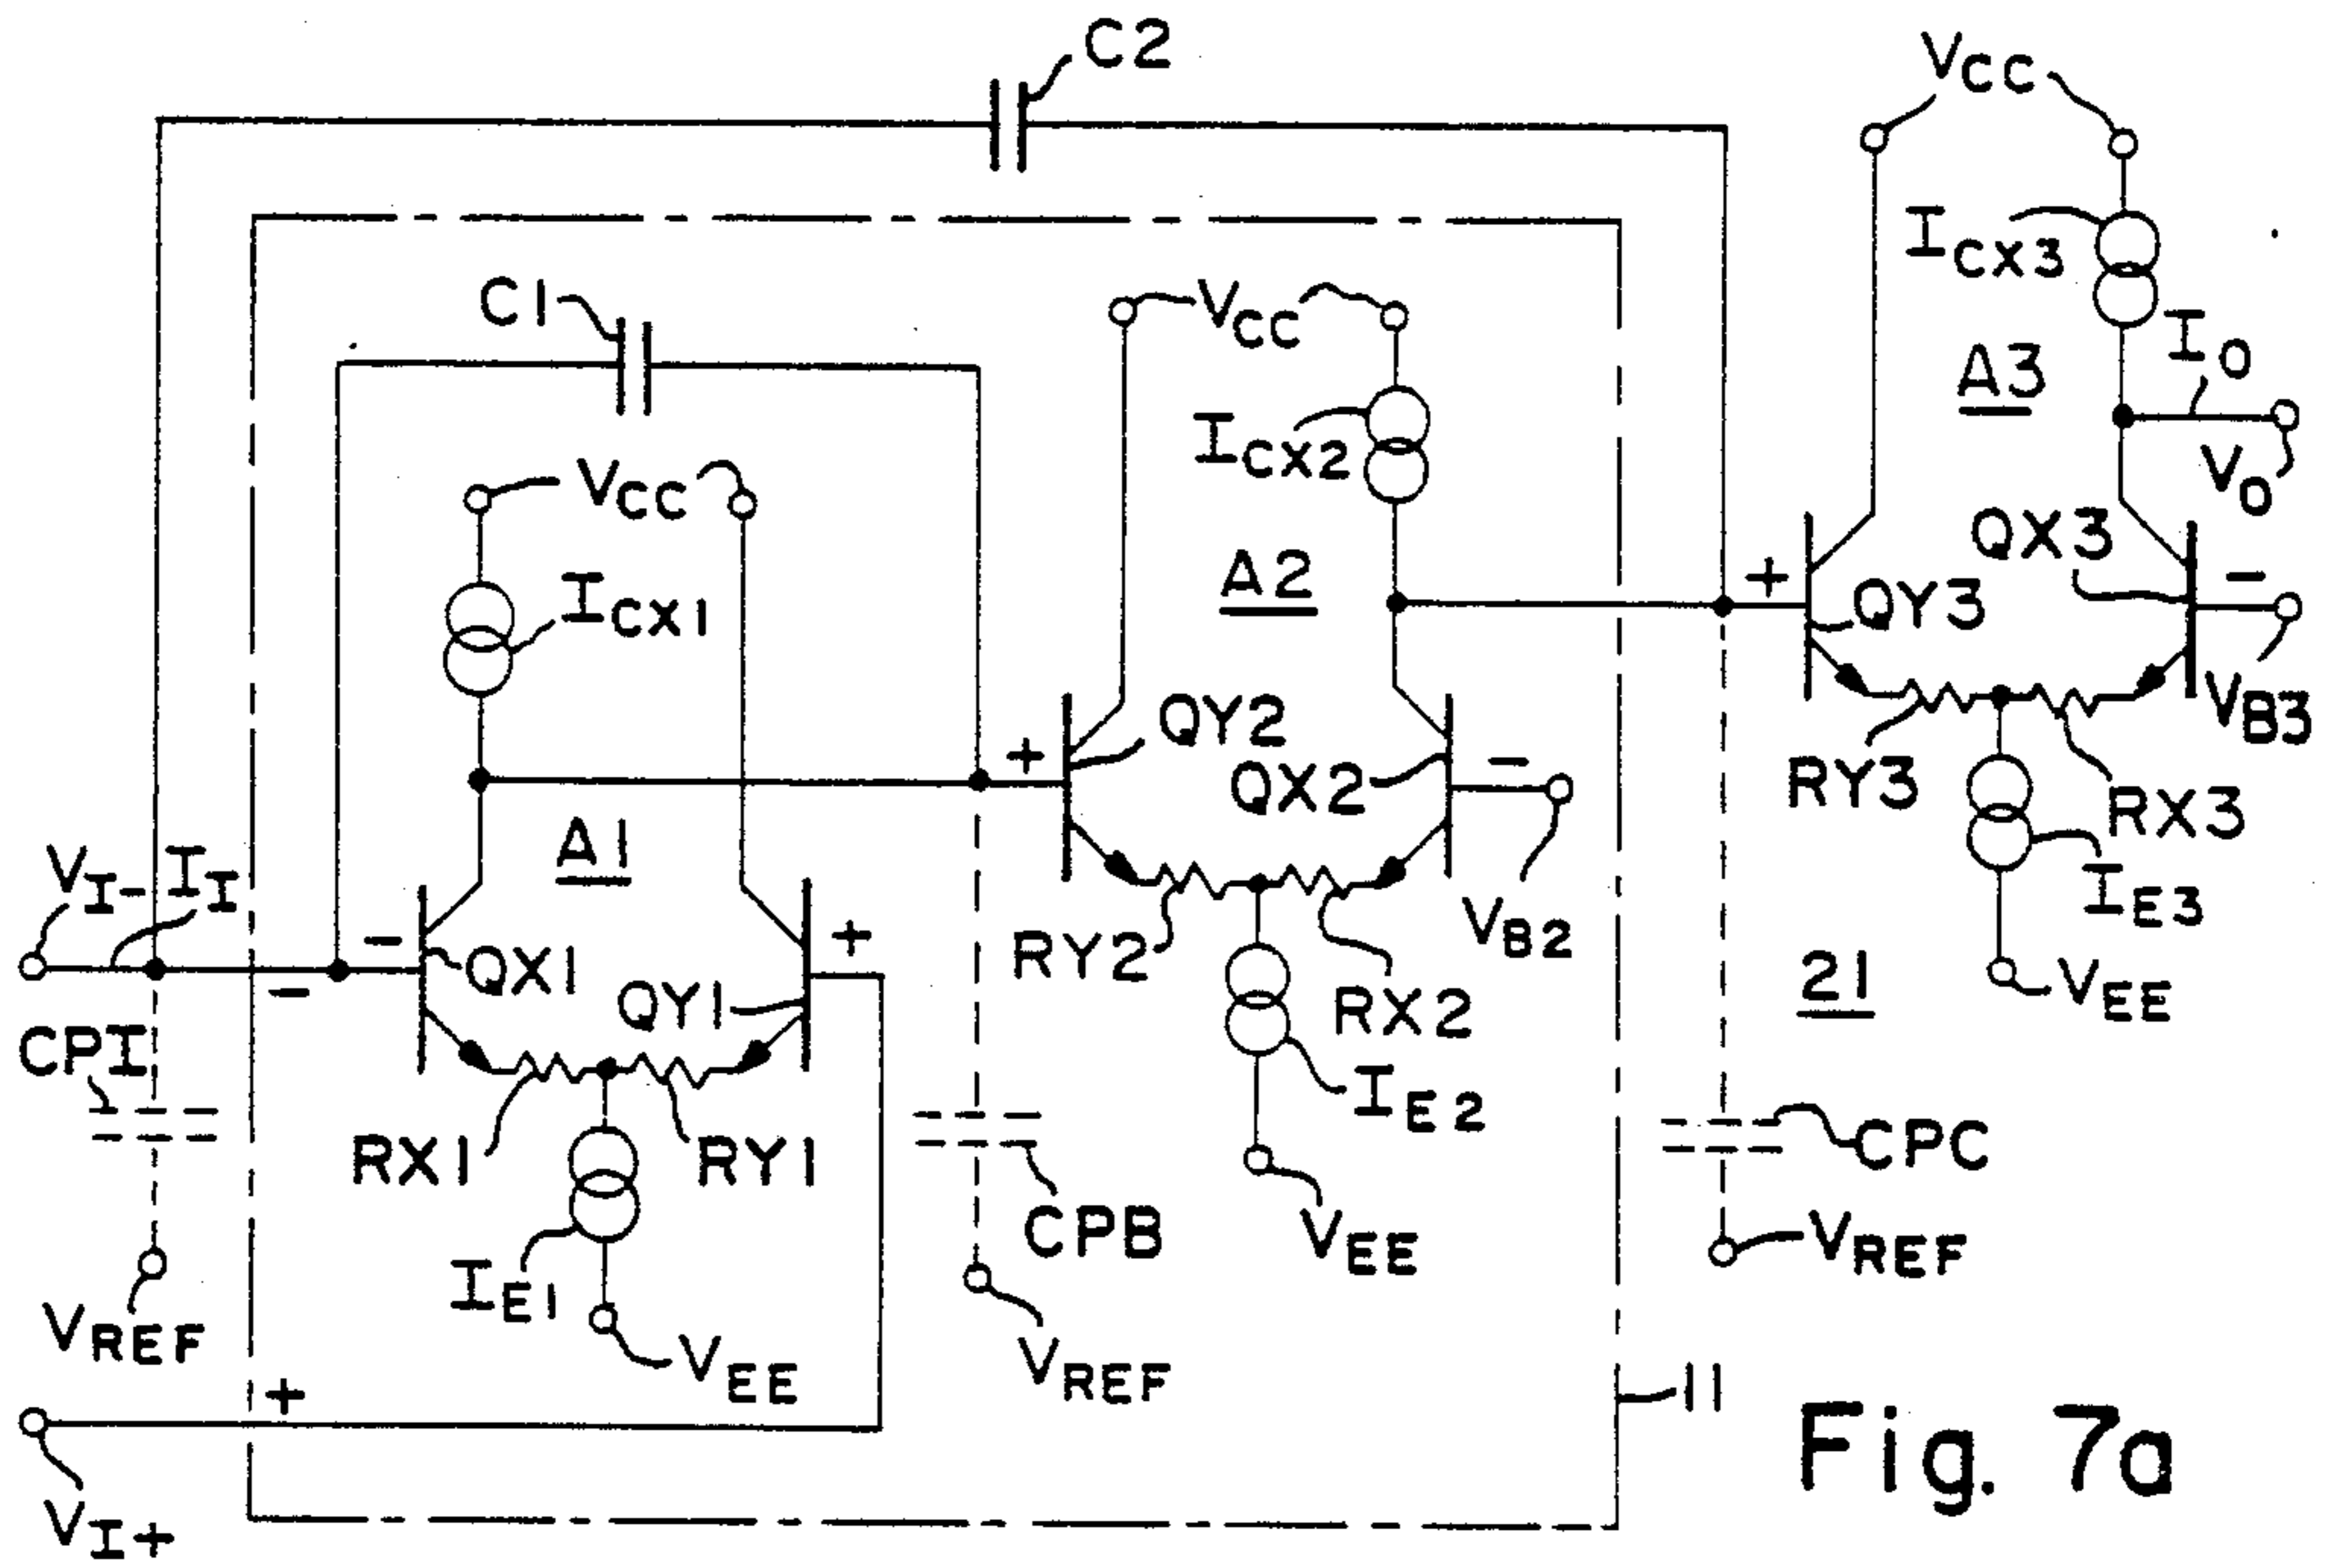 C2
VCC
ICX3
A3
IO
VO
C1
VCC
ICX2
VCC
ICX1
A2
QX3
+
-
QY3
VB3
QY2
+
-
QX2
RY3
RX3
IE3
VI-
II
A1
-
+
QX1
QY1
-
RY2
RX2
VB2
21
VEE
CPI
IE2
CPC
RX1
RY1
CPB
VEE
VREF
IE1
VREF
VEE
VREF
+
11
VI+
Fig. 7a